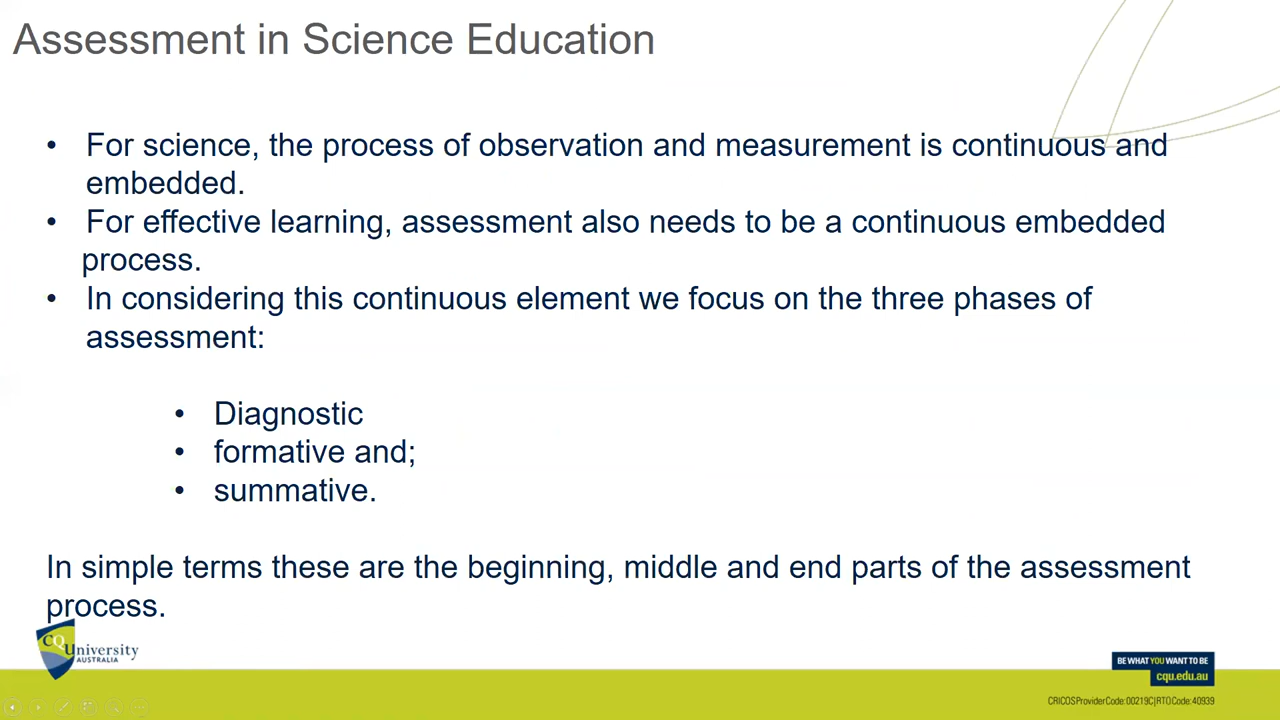 Assessment in Science Education
• For science, the process of observation and measurement is continuous and
embedded.
• For effective learning, assessment also needs to be a continuous embedded
process.
• In considering this continuous element we focus on the three phases of
assessment:
• Diagnostic
• formative and;
• summative.
In simple terms these are the beginning, middle and end parts of the assessment
process.
CQUniversity
AUSTRALIA
BE WHAT YOU WANT TO BE
cqu.edu.au
CRICOS Provider Code: 00219C | RTO Code: 40939